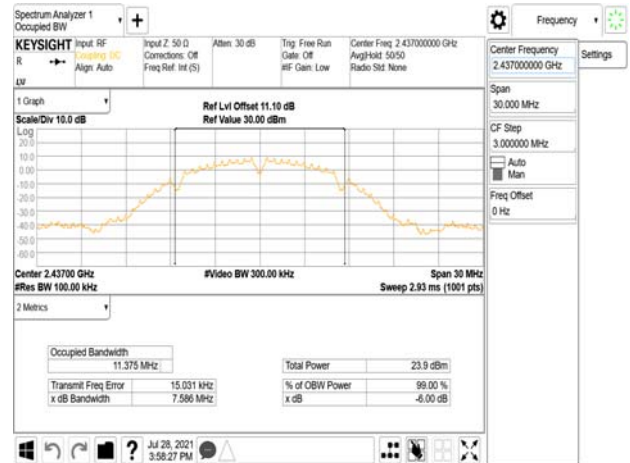 Spectrum Analyzer 1
Occupied BW
Frequency
KEYSIGHT
R
LV
Input: RF
Coupling: DC
Align: Auto
Input Z: 50 Ω
Corrections: Off
Freq Ref: Int (S)
Atten: 30 dB
Trig: Free Run
Gate: Off
#IF Gain: Low
Center Freq: 2.437000000 GHz
Avg|Hold: 50/50
Radio Std: None
Center Frequency
2.437000000 GHz
Settings
Span
30.000 MHz
CF Step
3.000000 MHz
Auto
Man
Freq Offset
0 Hz
1 Graph
Scale/Div 10.0 dB
Ref Lvl Offset 11.10 dB
Ref Value 30.00 dBm
Log
20.0
10.0
0.00
-10.0
-20.0
-30.0
-40.0
-50.0
-60.0
Center 2.43700 GHz
#Res BW 100.00 kHz
#Video BW 300.00 kHz
Span 30 MHz
Sweep 2.93 ms (1001 pts)
2 Metrics
Occupied Bandwidth
11.375 MHz
Total Power 23.9 dBm
Transmit Freq Error 15.031 kHz
% of OBW Power 99.00 %
x dB Bandwidth 7.586 MHz
x dB -6.00 dB
?
Jul 28, 2021
3:58:27 PM